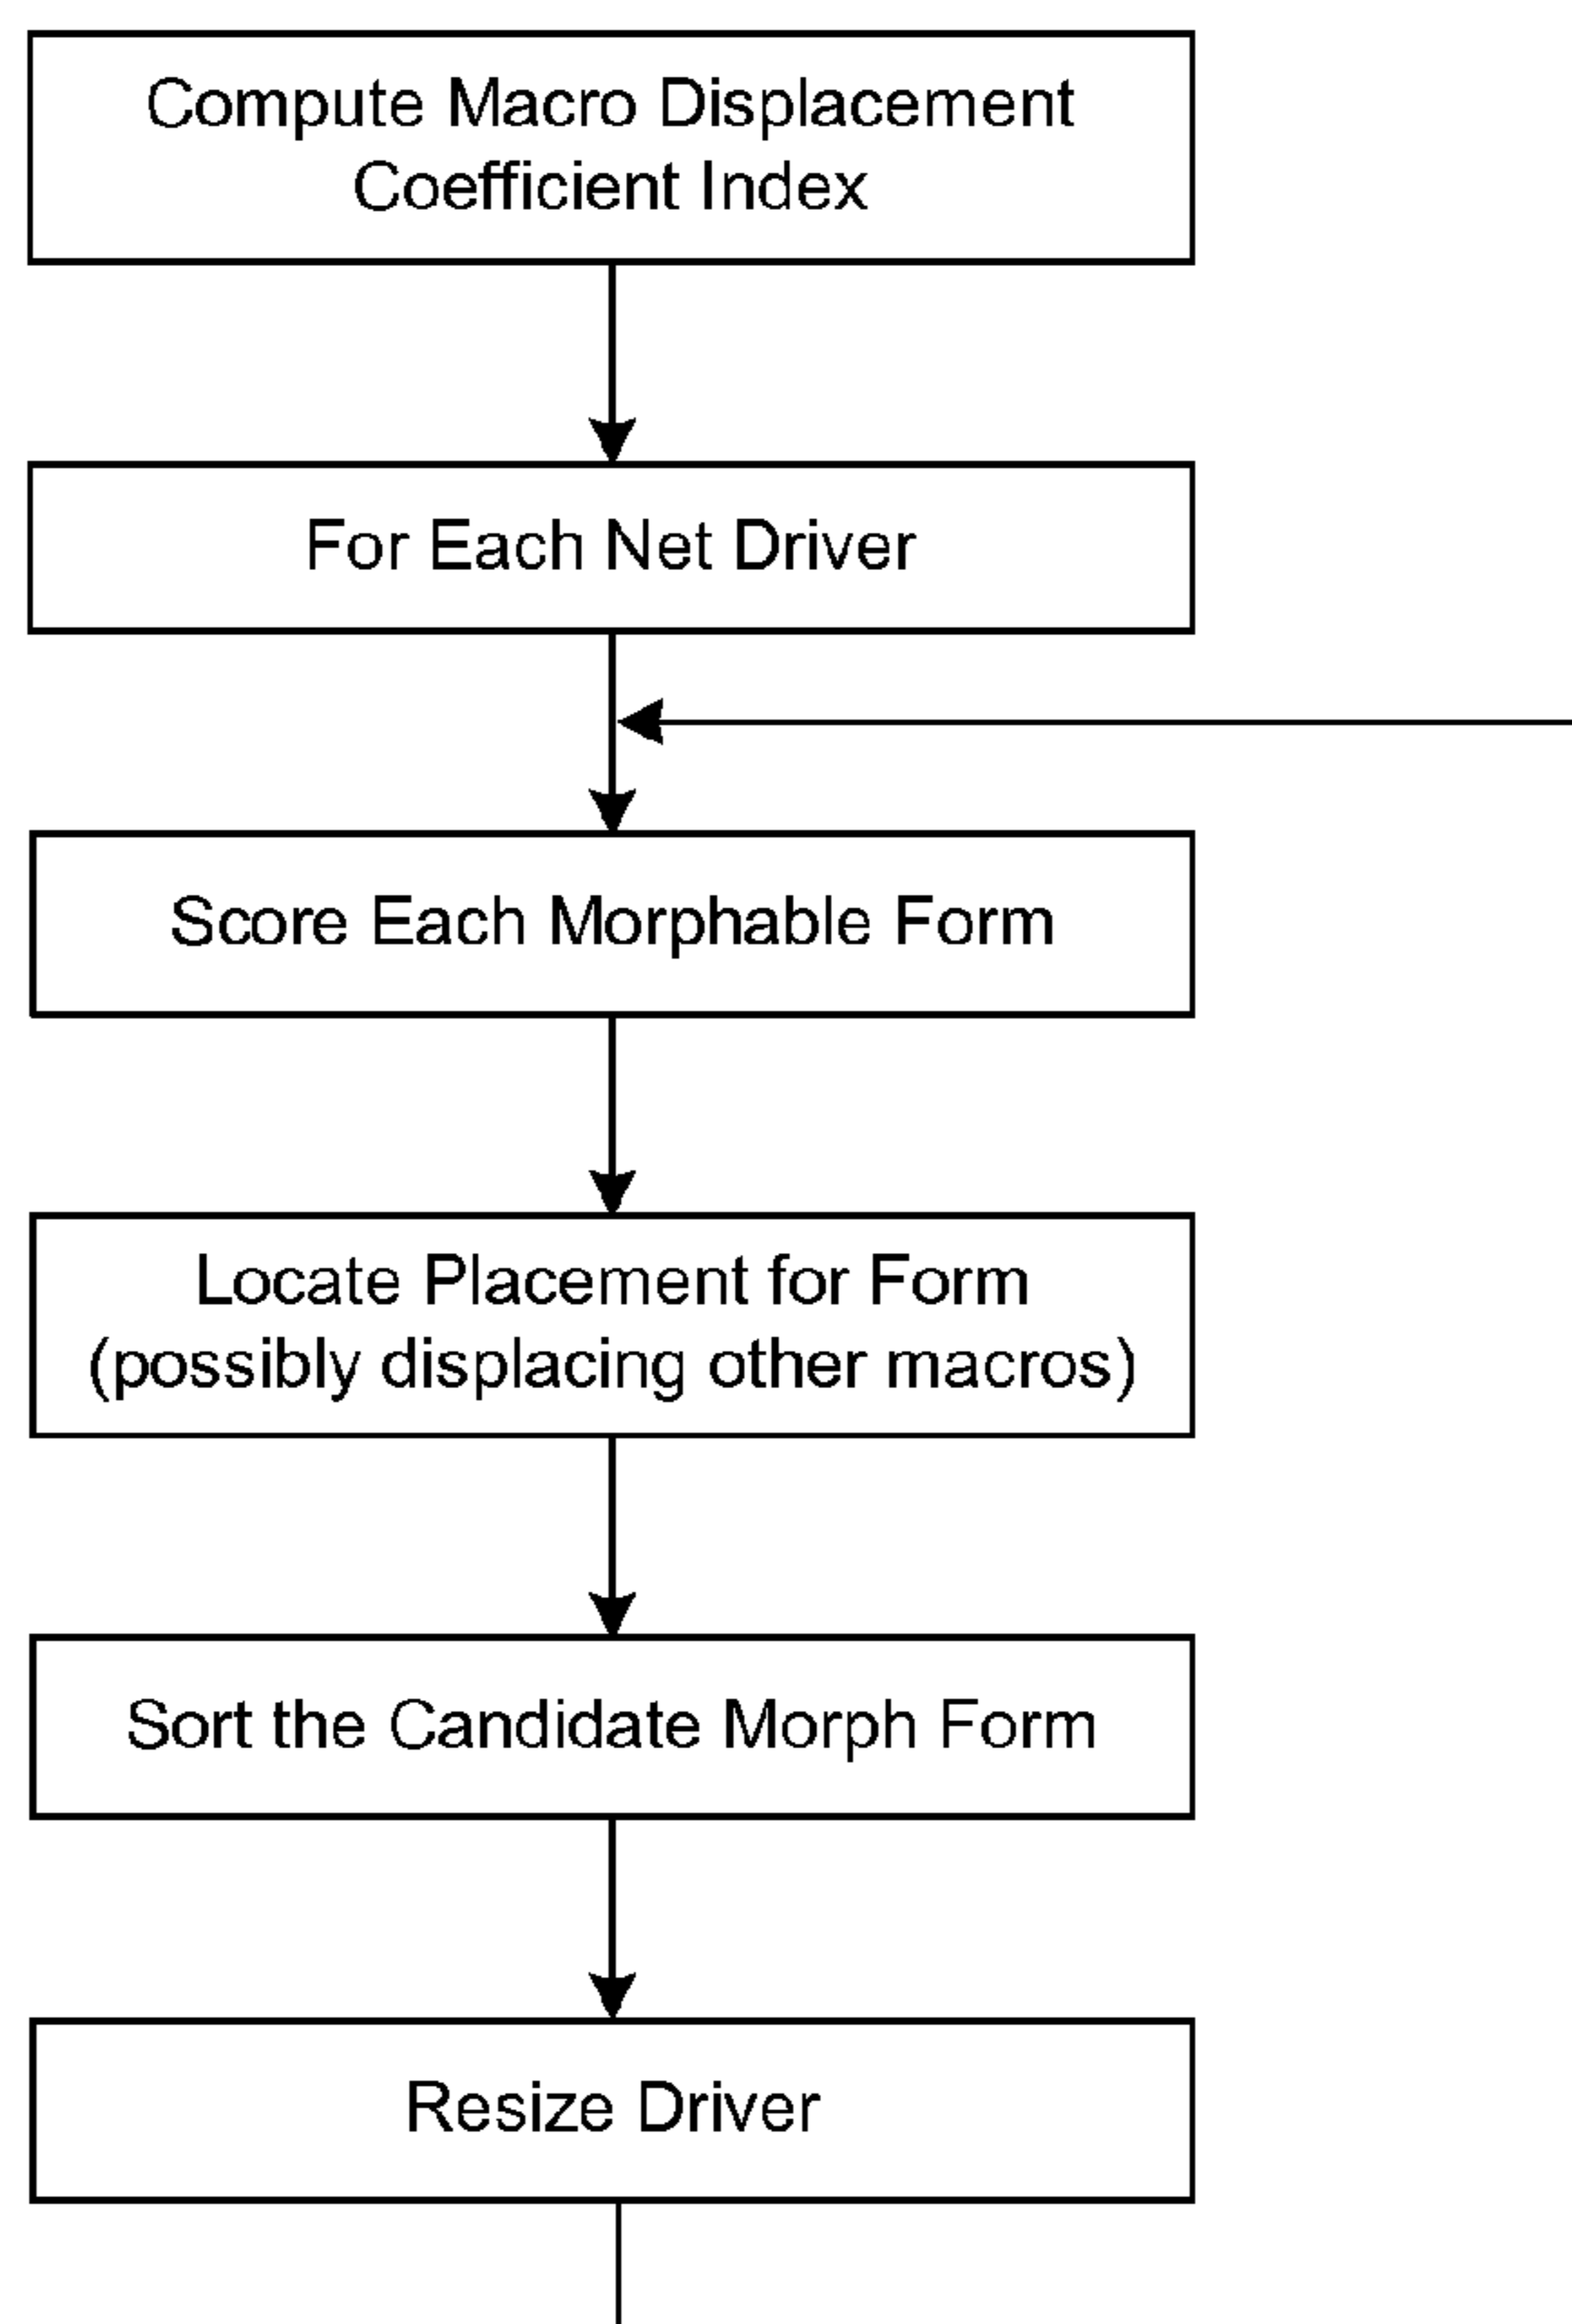 Compute Macro Displacement
Coefficient Index
For Each Net Driver
Score Each Morphable Form
Locate Placement for Form
(possibly displacing other macros)
Sort the Candidate Morph Form
Resize Driver